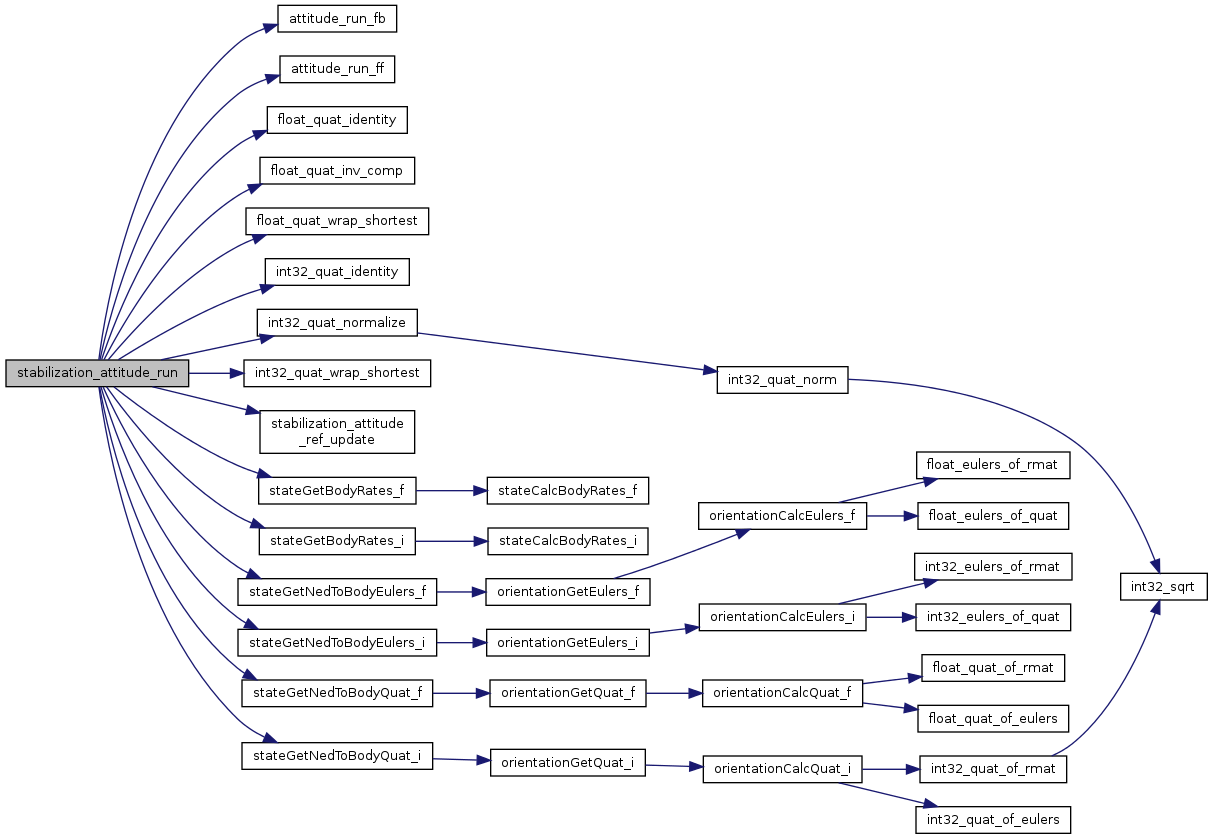 attitude_run_fb
attitude_run_ff
float_quat_identity
float_quat_inv_comp
float_quat_wrap_shortest
int32_quat_identity
int32_quat_normalize
stabilization_attitude_run
int32_quat_wrap_shortest
int32_quat_norm
stabilization_attitude
_ref_update
float_eulers_of_rmat
stateGetBodyRates_f
stateCalcBodyRates_f
orientationCalcEulers_f
float_eulers_of_quat
stateGetBodyRates_i
stateCalcBodyRates_i
int32_eulers_of_rmat
int32_sqrt
stateGetNedToBodyEulers_f
orientationGetEulers_f
orientationCalcEulers_i
int32_eulers_of_quat
stateGetNedToBodyEulers_i
orientationGetEulers_i
float_quat_of_rmat
stateGetNedToBodyQuat_f
orientationGetQuat_f
orientationCalcQuat_f
float_quat_of_eulers
stateGetNedToBodyQuat_i
orientationGetQuat_i
orientationCalcQuat_i
int32_quat_of_rmat
int32_quat_of_eulers